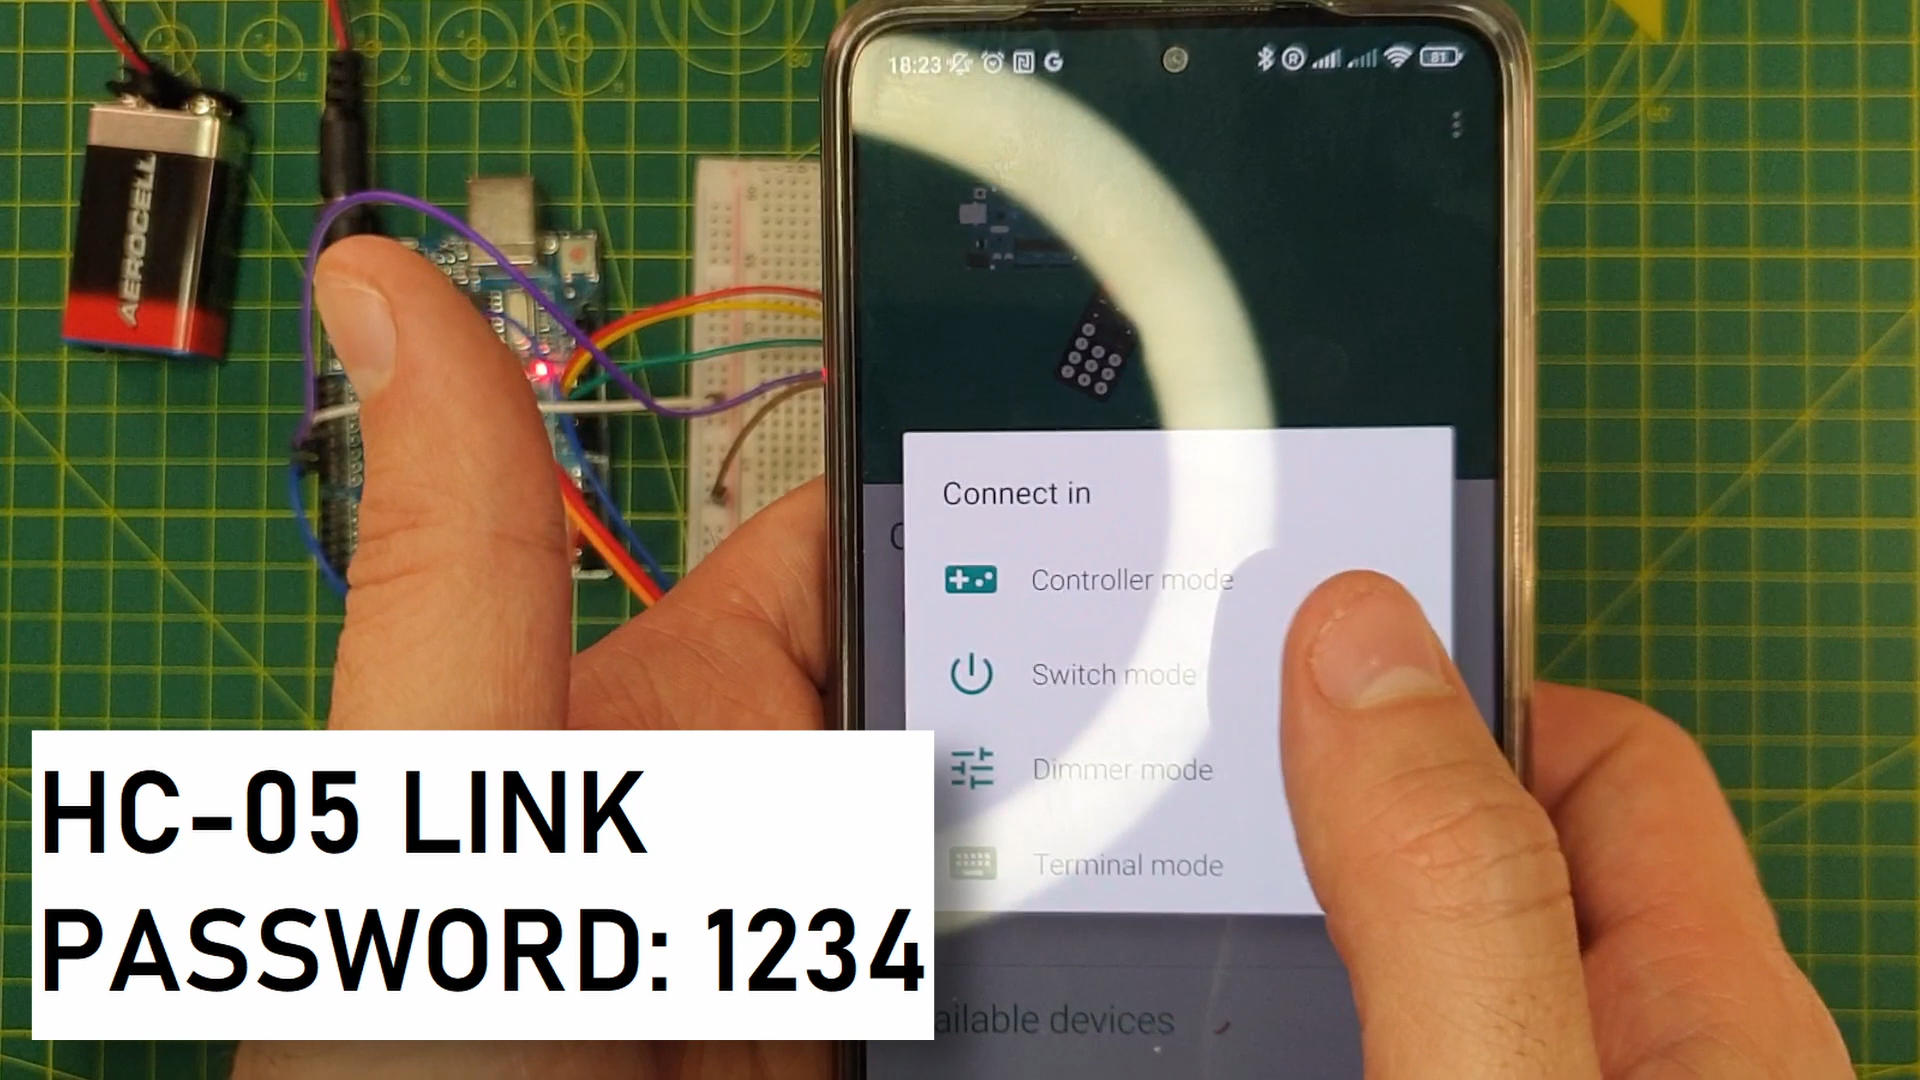 18:23
81
AEROCELL
Connect in
Controller mode
Switch mode
Dimmer mode
Terminal mode
ailable devices
HC-05 LINK
PASSWORD: 1234